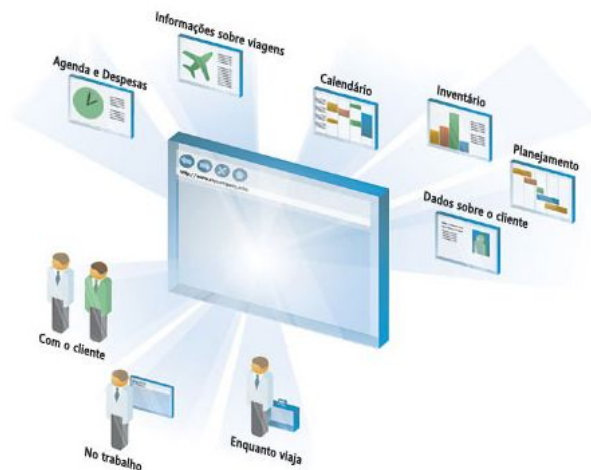 Informações sobre viagens
Agenda e Despesas
Calendário
Inventário
Planejamento
Dados sobre o cliente
Com o cliente
No trabalho
Enquanto viaja